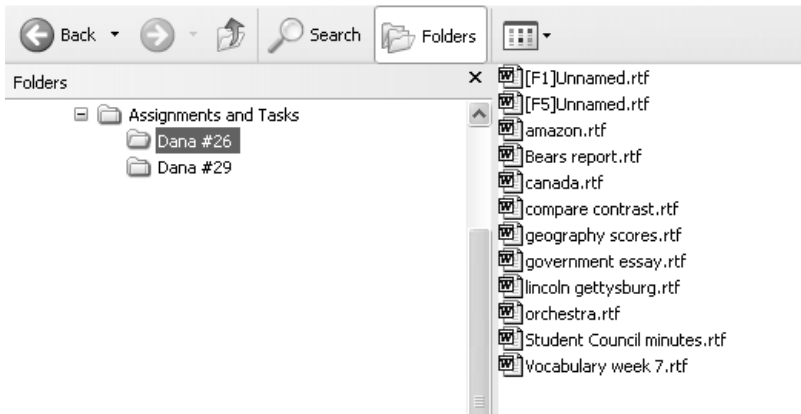 Back Search Folders
Folders
Assignments and Tasks
Dana #26
Dana #29
[F1]Unnamed.rtf
[F5]Unnamed.rtf
amazon.rtf
Bears report.rtf
canada.rtf
compare contrast.rtf
geography scores.rtf
government essay.rtf
lincoln gettysburg.rtf
orchestra.rtf
Student Council minutes.rtf
Vocabulary week 7.rtf